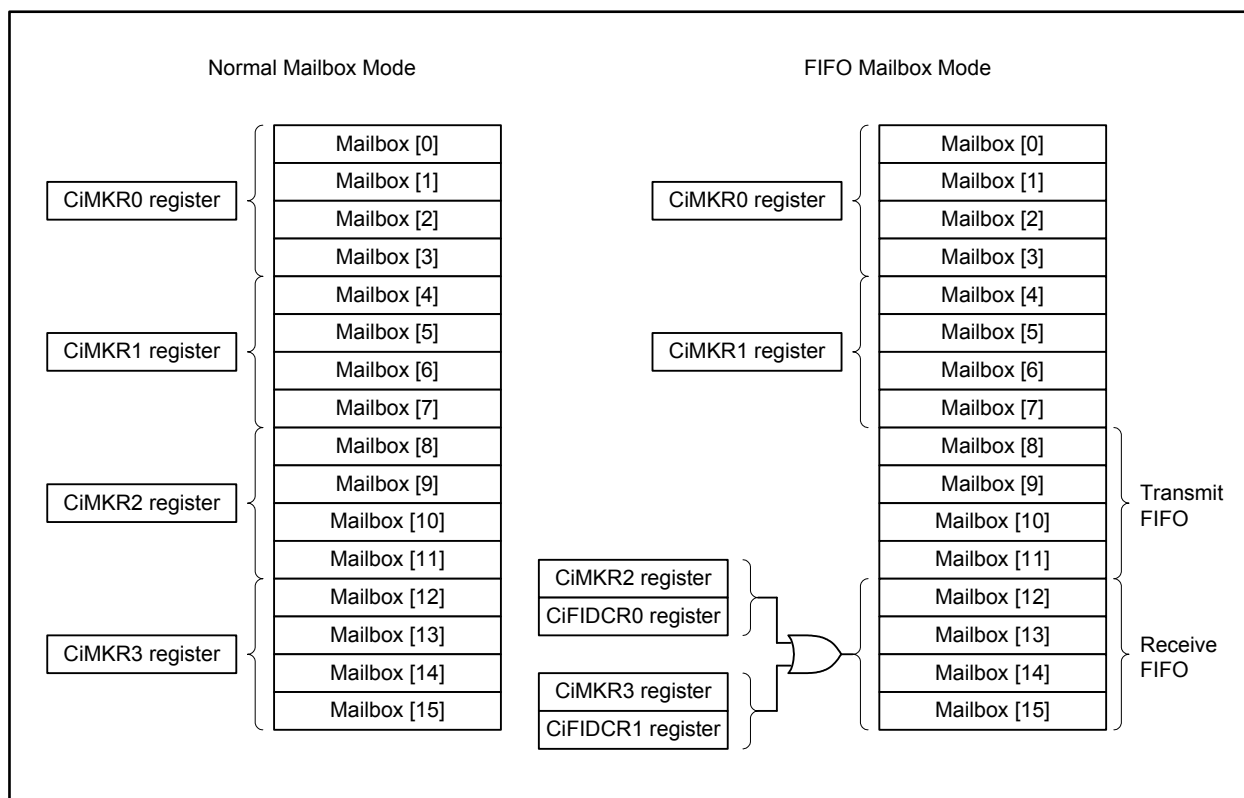 Normal Mailbox Mode
Mailbox [0]
Mailbox [1]
Mailbox [2]
Mailbox [3]
Mailbox [4]
Mailbox [5]
Mailbox [6]
Mailbox [7]
Mailbox [8]
Mailbox [9]
Mailbox [10]
Mailbox [11]
Mailbox [12]
Mailbox [13]
Mailbox [14]
Mailbox [15]
CiMKR0 register
CiMKR1 register
CiMKR2 register
CiMKR3 register
FIFO Mailbox Mode
Mailbox [0]
Mailbox [1]
Mailbox [2]
Mailbox [3]
Mailbox [4]
Mailbox [5]
Mailbox [6]
Mailbox [7]
Mailbox [8]
Mailbox [9]
Mailbox [10]
Mailbox [11]
Mailbox [12]
Mailbox [13]
Mailbox [14]
Mailbox [15]
CiMKR0 register
CiMKR1 register
CiMKR2 register
CiFIDCR0 register
CiMKR3 register
CiFIDCR1 register
Transmit
FIFO
Receive
FIFO